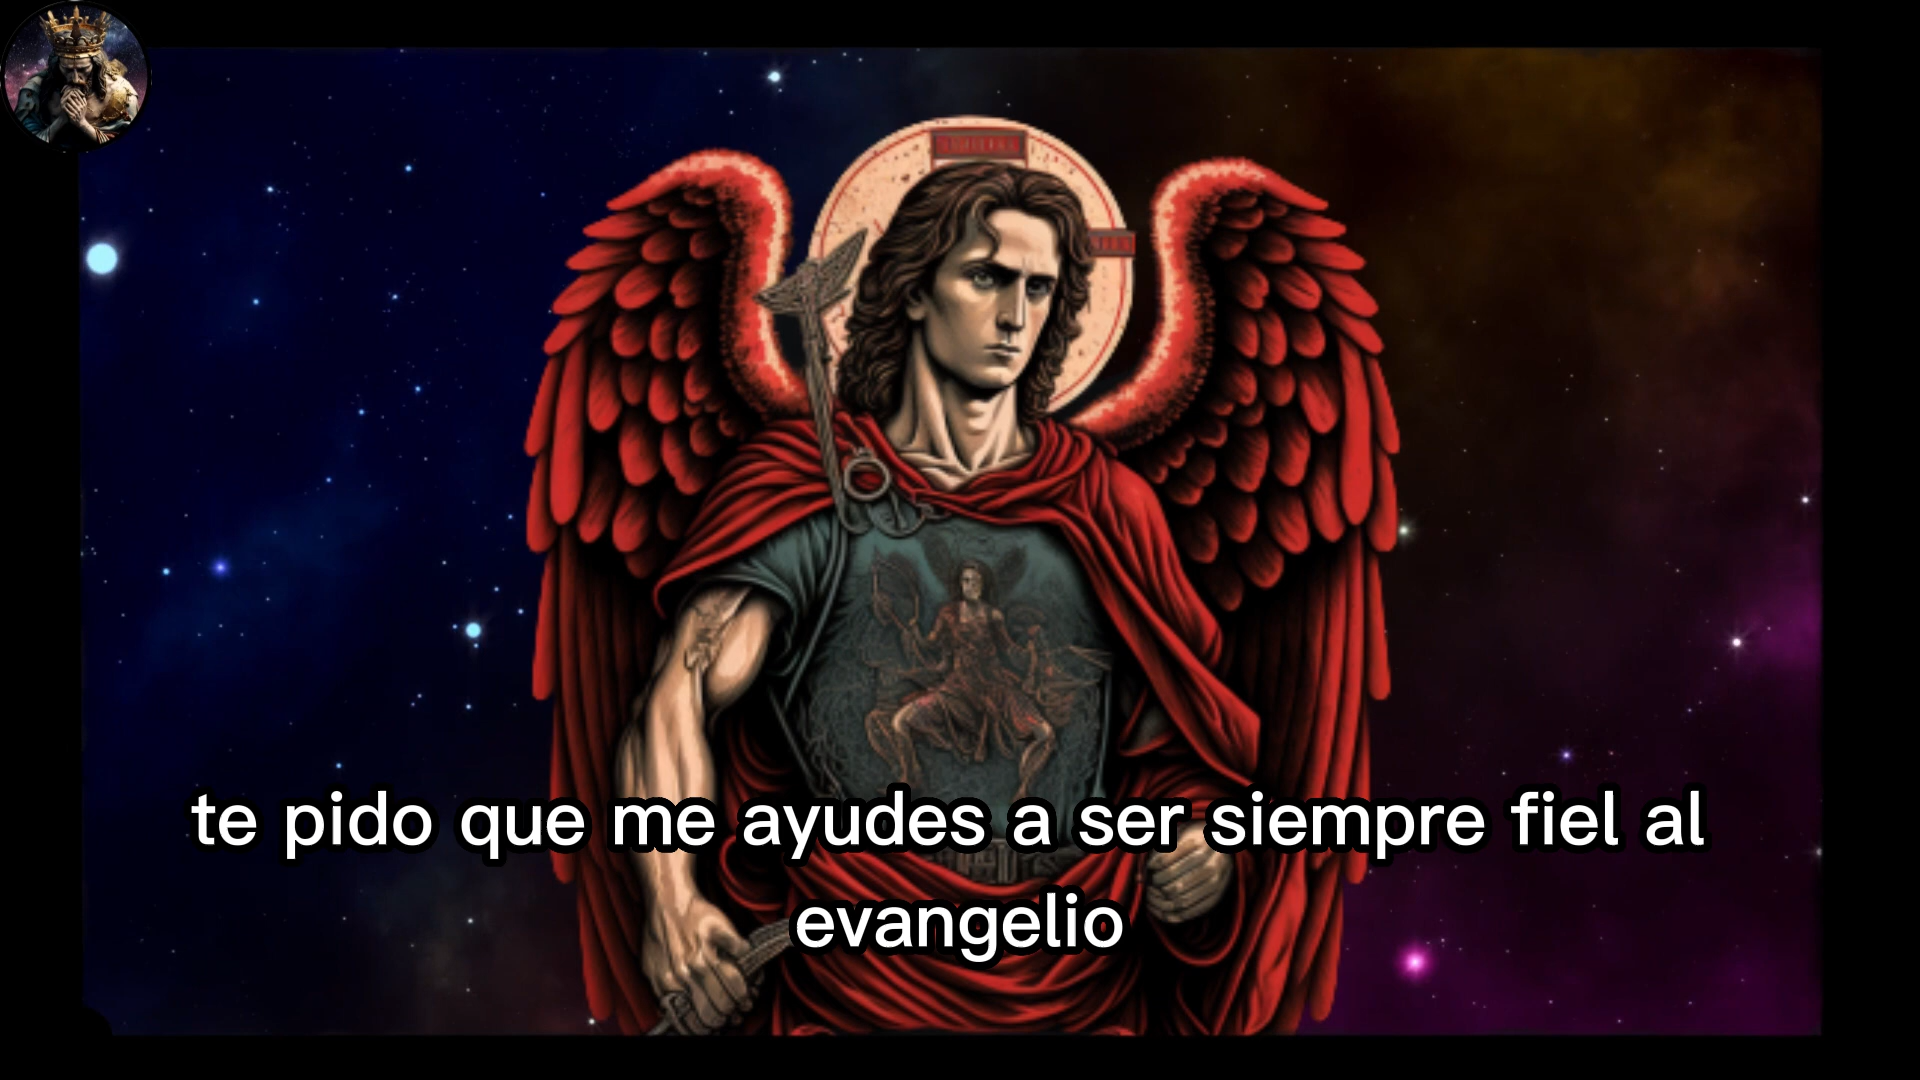 te pido que me ayudes a ser siempre fiel al
evangelio